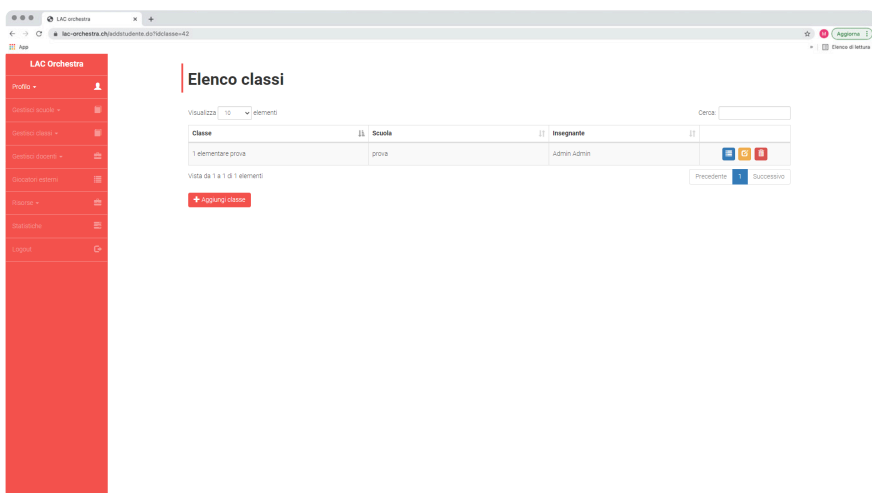 LAC orchestra
lac-orchestra.ch/addstudente.do?idclasse=42
Aggiorna
App
Elenco di lettura
LAC Orchestra
Profilo
Gestisci scuole
Gestisci classi
Gestisci discenti
Giocatori esterni
Risorse
Statistiche
Logout
Elenco classi
Visualizza 10 elementi
Cerca:
Classe Scuola Insegnante
1 elementare prova prova Admin Admin
Vista da 1 a 1 di 1 elementi
Precedente 1 Successivo
Aggiungi classe